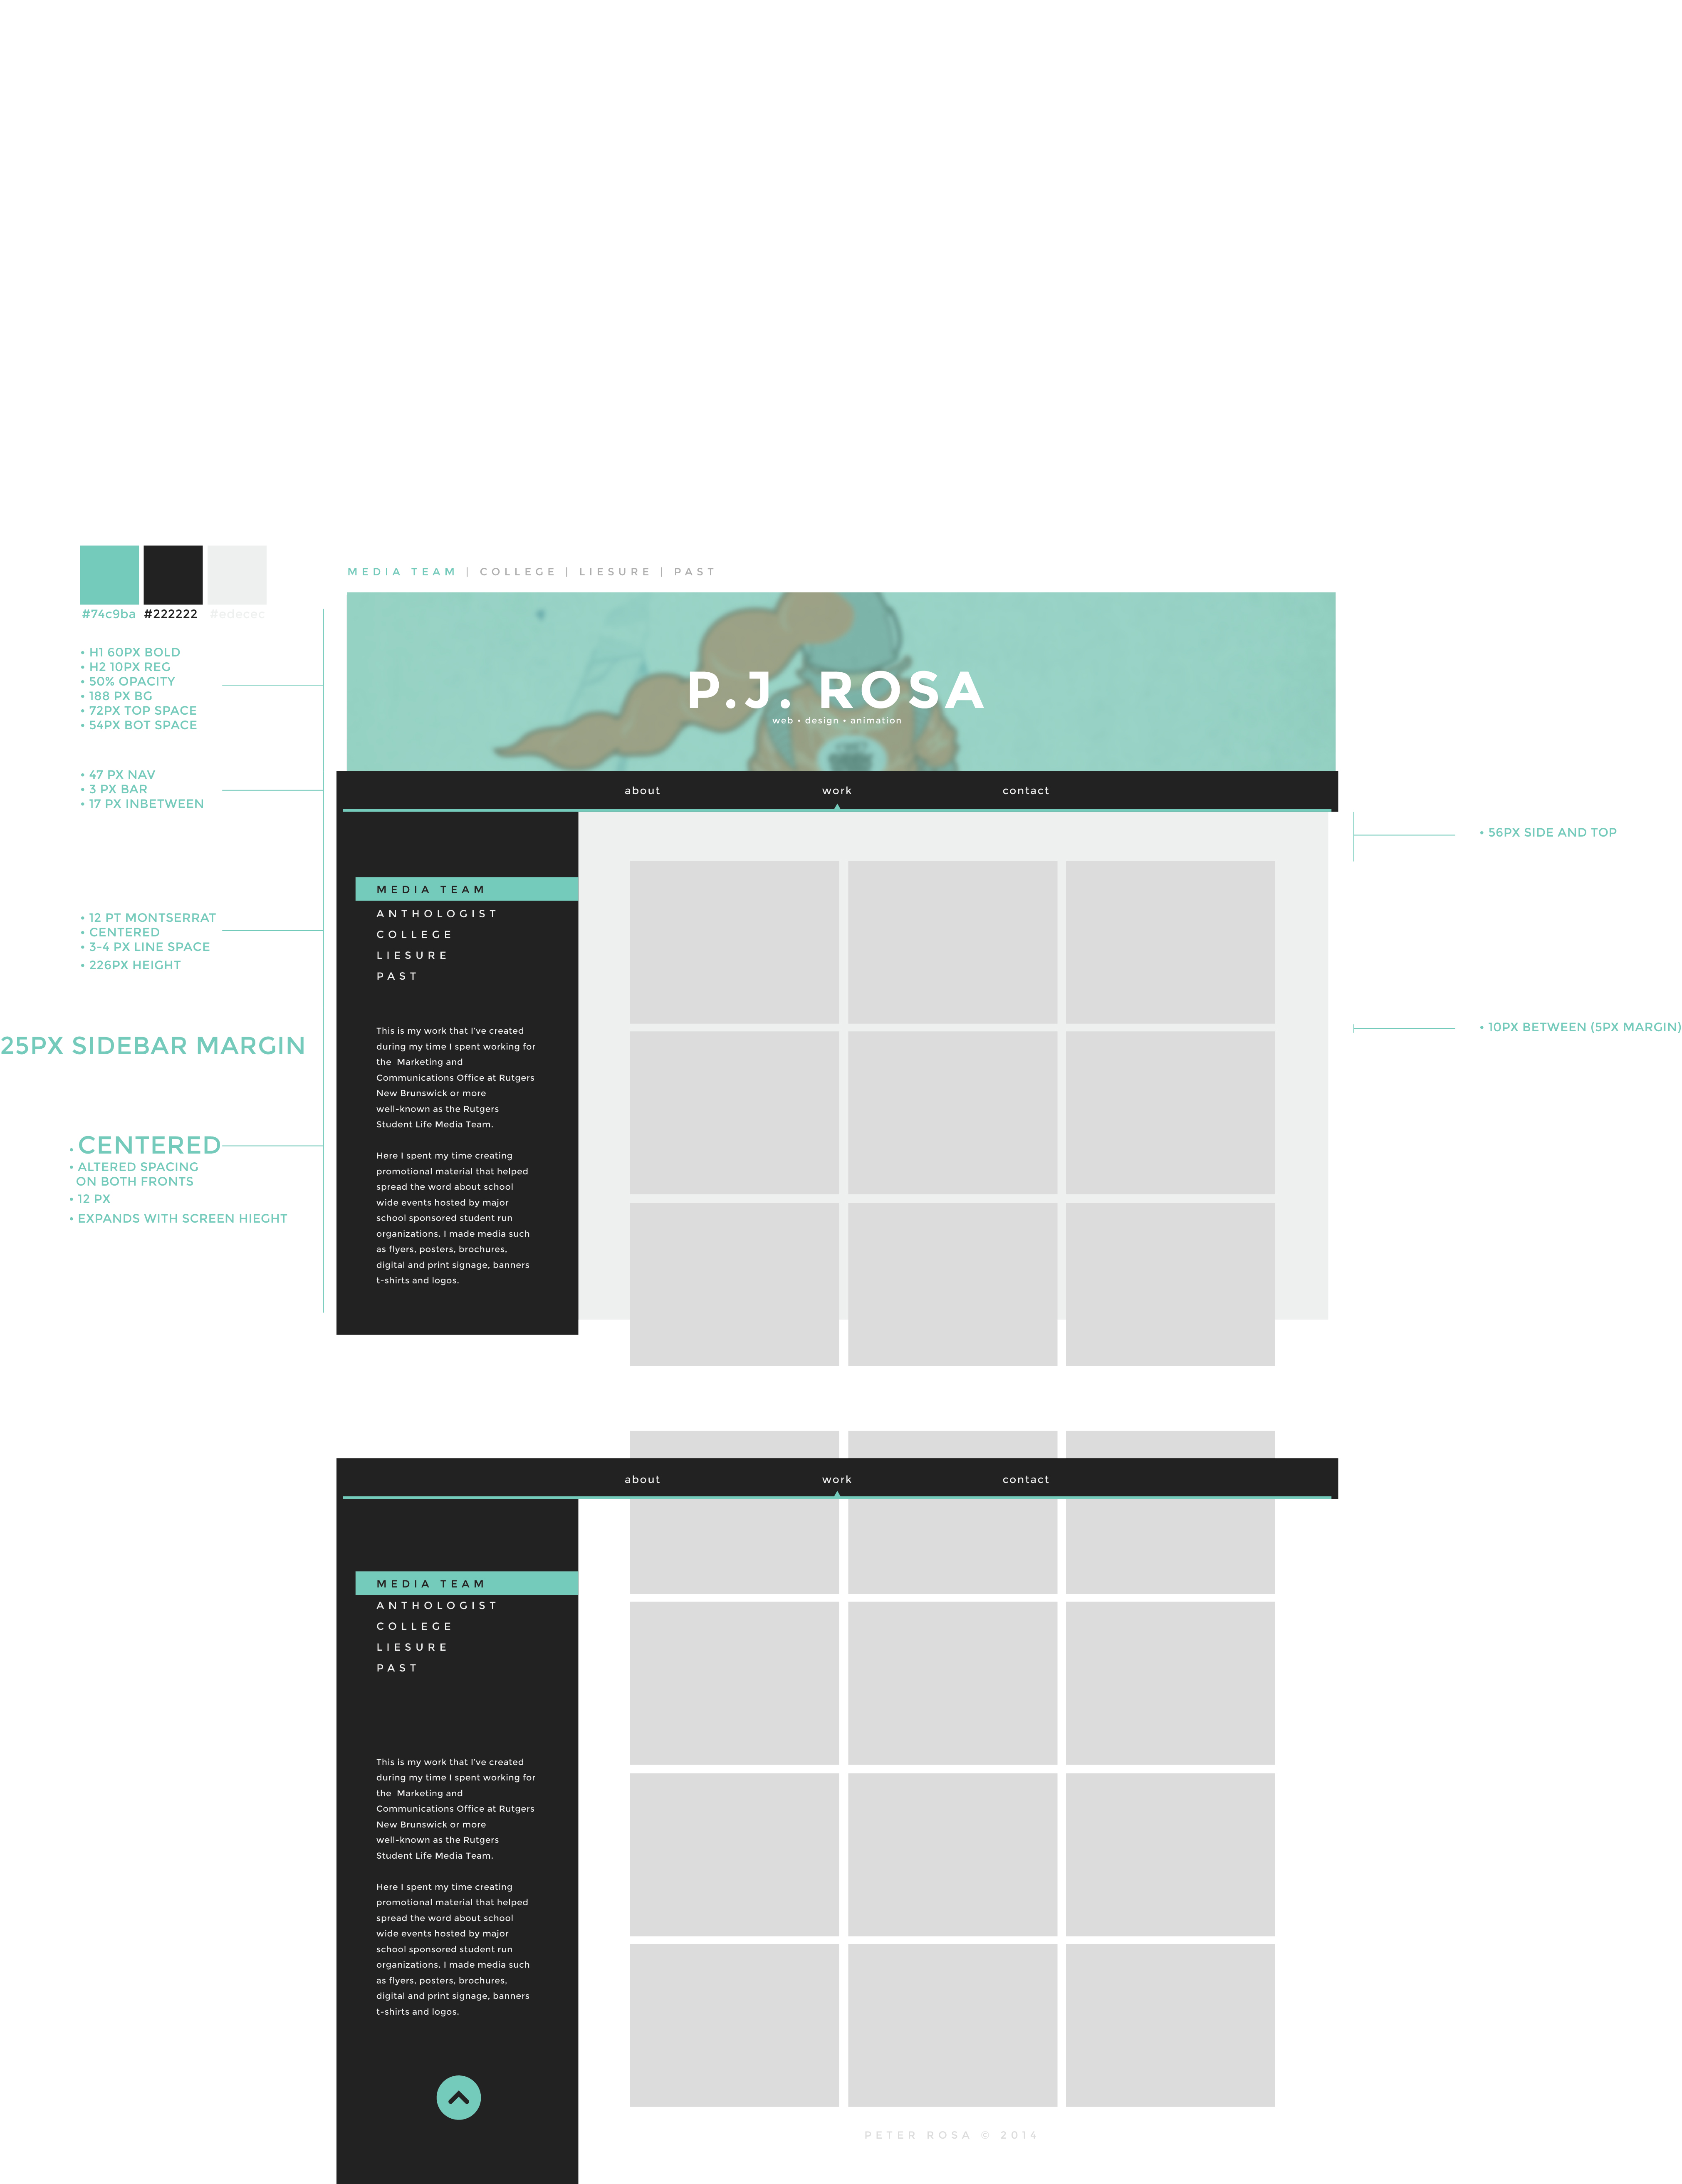 #74c9ba #222222 #edecec
• H1 60PX BOLD
• H2 10PX REG
• 50% OPACITY
• 188 PX BG
• 72PX TOP SPACE
• 54PX BOT SPACE
• 47 PX NAV
• 3 PX BAR
• 17 PX INBETWEEN
• 12 PT MONTSERRAT
• CENTERED
• 3-4 PX LINE SPACE
• 226PX HEIGHT
25PX SIDEBAR MARGIN
• CENTERED
• ALTERED SPACING
ON BOTH FRONTS
• 12 PX
• EXPANDS WITH SCREEN HIEGHT
MEDIA TEAM | COLLEGE | LIESURE | PAST
P.J. ROSA
web • design • animation
about work contact
MEDIA TEAM
ANTHOLOGIST
COLLEGE
LIESURE
PAST
This is my work that I've created
during my time I spent working for
the Marketing and
Communications Office at Rutgers
New Brunswick or more
well-known as the Rutgers
Student Life Media Team.
Here I spent my time creating
promotional material that helped
spread the word about school
wide events hosted by major
school sponsored student run
organizations. I made media such
as flyers, posters, brochures,
digital and print signage, banners
t-shirts and logos.
• 56PX SIDE AND TOP
• 10PX BETWEEN (5PX MARGIN)
about work contact
MEDIA TEAM
ANTHOLOGIST
COLLEGE
LIESURE
PAST
This is my work that I've created
during my time I spent working for
the Marketing and
Communications Office at Rutgers
New Brunswick or more
well-known as the Rutgers
Student Life Media Team.
Here I spent my time creating
promotional material that helped
spread the word about school
wide events hosted by major
school sponsored student run
organizations. I made media such
as flyers, posters, brochures,
digital and print signage, banners
t-shirts and logos.
PETER ROSA © 2014